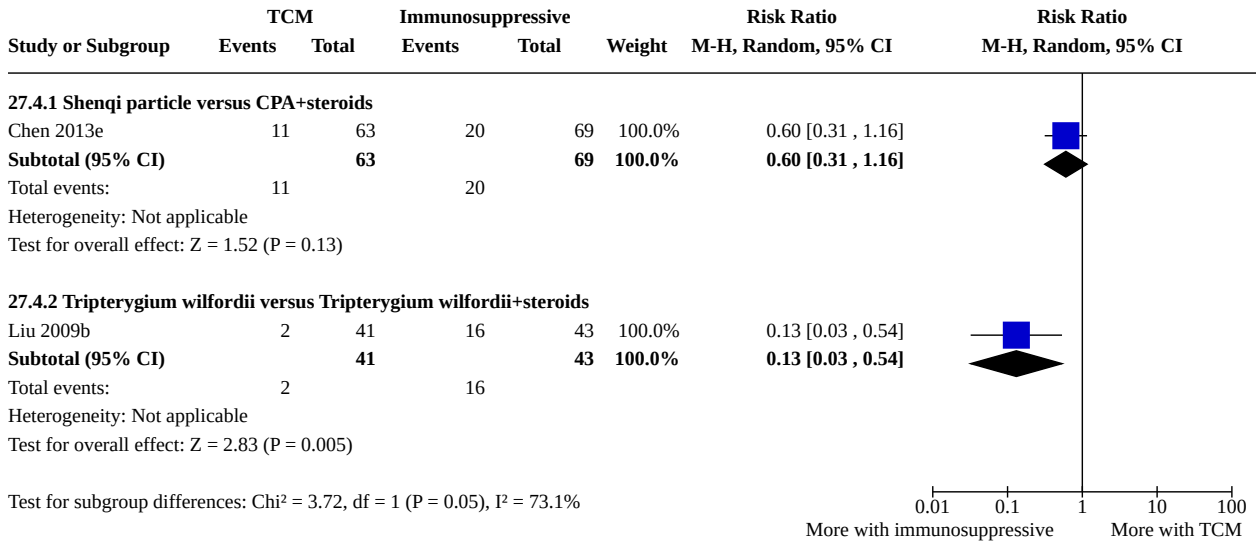 TCM Immunosuppressive Risk Ratio Risk Ratio
Study or Subgroup Events Total Events Total Weight M-H, Random, 95% CI M-H, Random, 95% CI
27.4.1 Shenqi particle versus CPA+steroids
Chen 2013e 11 63 20 69 100.0% 0.60 [0.31 , 1.16]
Subtotal (95% CI) 63 69 100.0% 0.60 [0.31 , 1.16]
Total events: 11 20
Heterogeneity: Not applicable
Test for overall effect: Z = 1.52 (P = 0.13)
27.4.2 Tripterygium wilfordii versus Tripterygium wilfordii+steroids
Liu 2009b 2 41 16 43 100.0% 0.13 [0.03 , 0.54]
Subtotal (95% CI) 41 43 100.0% 0.13 [0.03 , 0.54]
Total events: 2 16
Heterogeneity: Not applicable
Test for overall effect: Z = 2.83 (P = 0.005)
Test for subgroup differences: Chi² = 3.72, df = 1 (P = 0.05), I² = 73.1%
0.01 0.1 1 10 100
More with immunosuppressive More with TCM